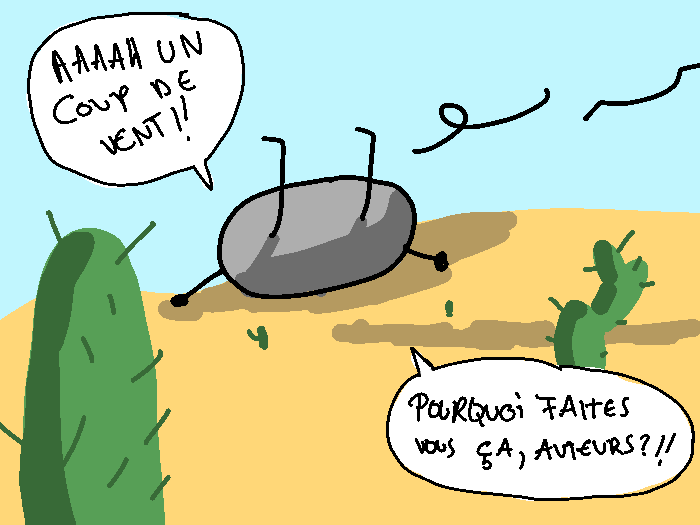 AAAAH UN
COUP DE
VENT!!
POURQUOI FAITES
VOUS ÇA, AUTEURS?!!